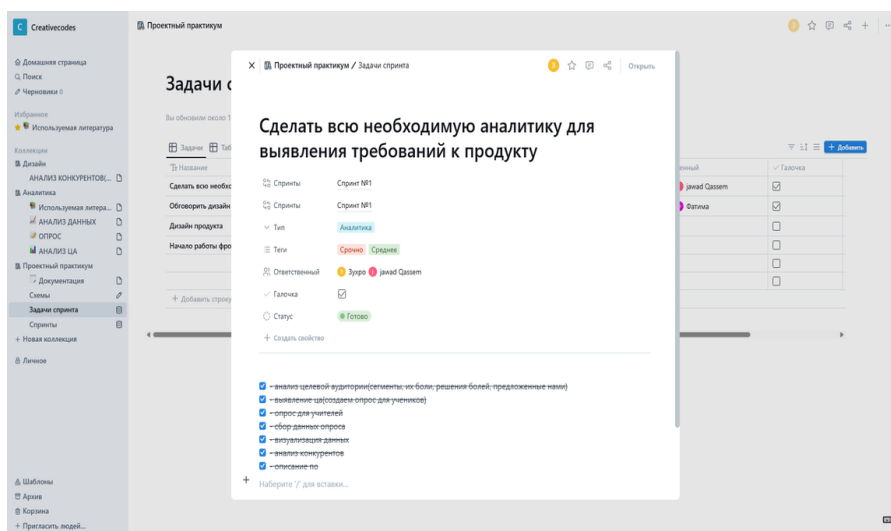 C Creativecodes
Проектный практикум
Домашняя страница
Поиск
Черновики 0
Избранное
Используемая литература
Коллекции
Дизайн
АНАЛИЗ КОНКУРЕНТОВ(...
Аналитика
Используемая литера...
АНАЛИЗ ДАННЫХ
ОПРОС
АНАЛИЗ ЦА
Проектный практикум
Документация
Схемы
Задачи спринта
Спринты
+ Новая коллекция
Личное
Шаблоны
Архив
Корзина
+ Пригласить людей...
Задачи с
Вы обновили около 1
Задачи Таб
Название
Сделать всю необхо
Обговорить дизайн
Дизайн продукта
Начало работы фро
+ Добавить строку
Проектный практикум / Задачи спринта
Открыть
Сделать всю необходимую аналитику для
выявления требований к продукту
Спринты Спринт №1
Спринты Спринт №1
Тип Аналитика
Теги Срочно Среднее
Ответственный Зухро jawad Qassem
Галочка
Статус Готово
+ Создать свойство
- анализ целевой аудитории(сегменты, их боли, решения болей, предложенные нами)
- выявление ца(создаем опрос для учеников)
- опрос для учителей
- сбор данных опроса
- визуализация данных
- анализ конкурентов
- описание по
Наберите '/' для вставки...
+ Добавить
енный Галочка
jawad Qassem
Фатима